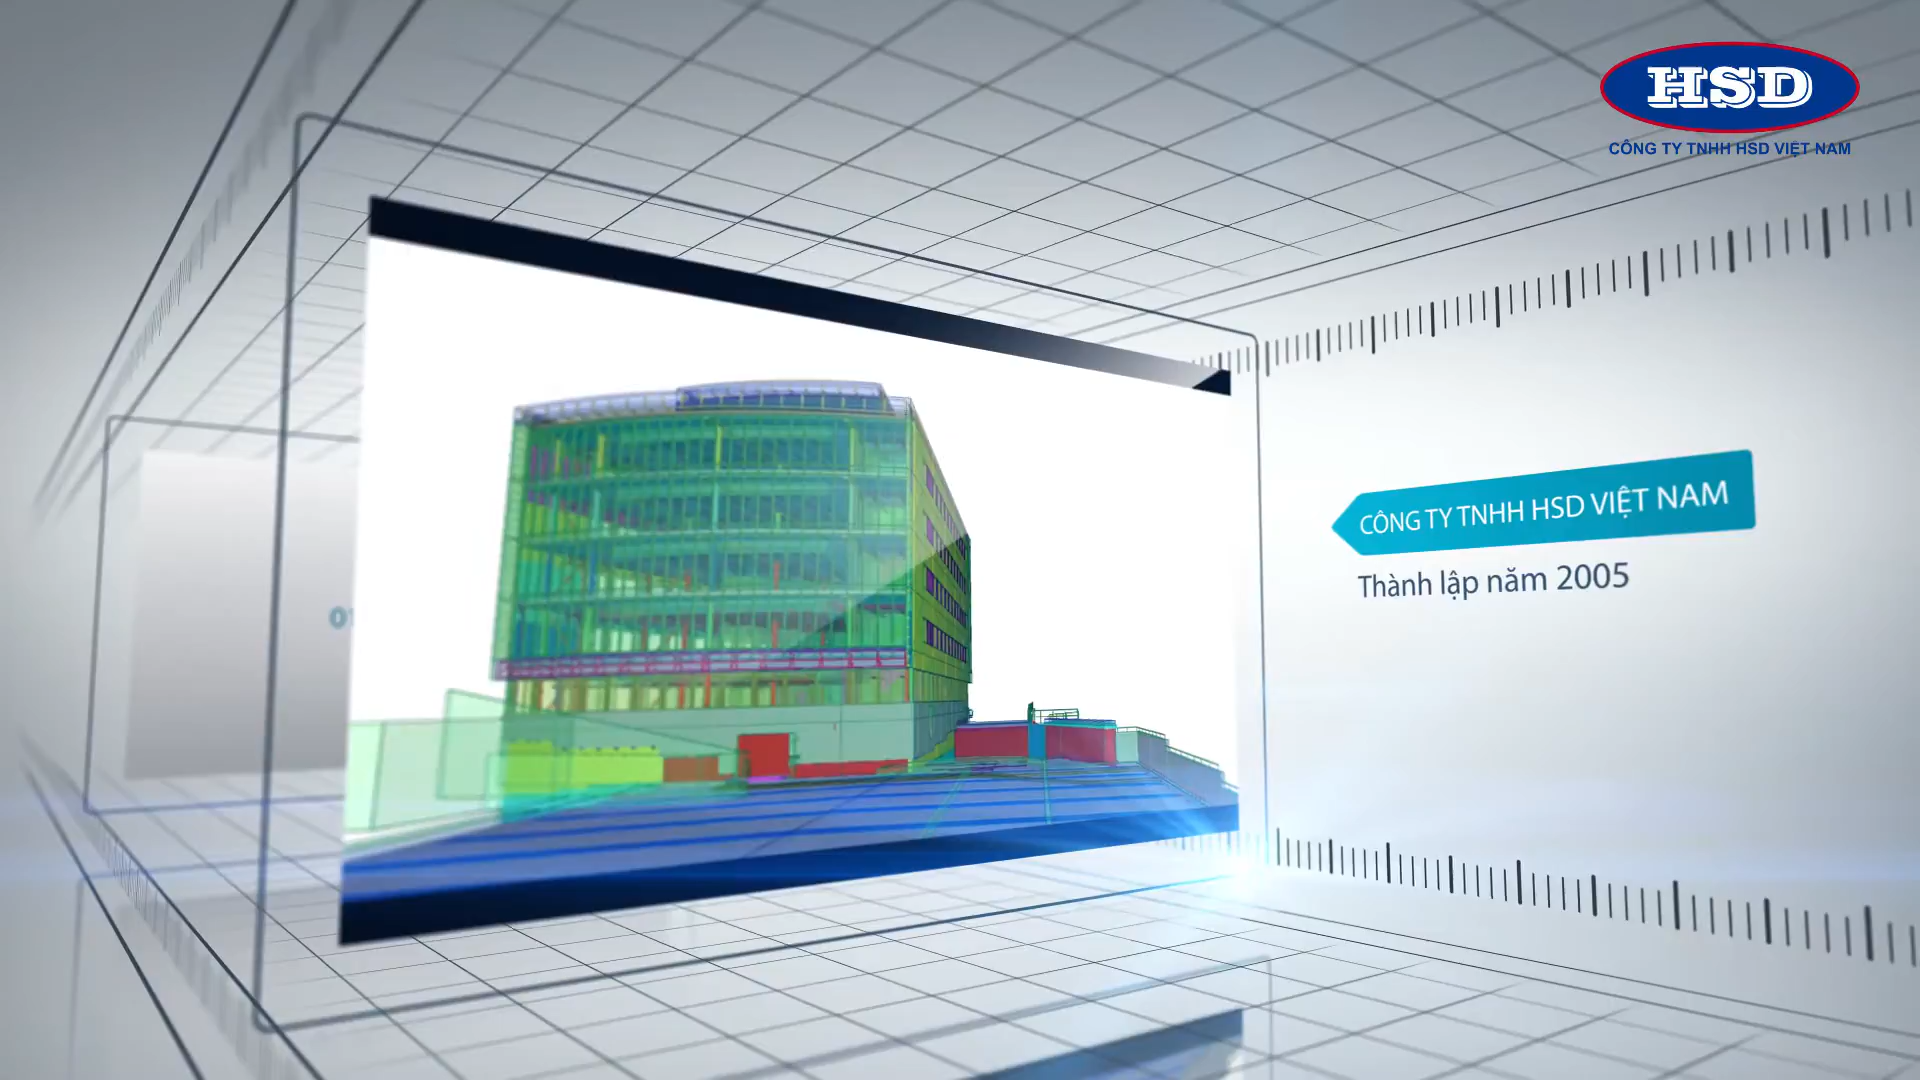 HSD
CÔNG TY TNHH HSD VIỆT NAM
CÔNG TY TNHH HSD VIỆT NAM
Thành lập năm 2005